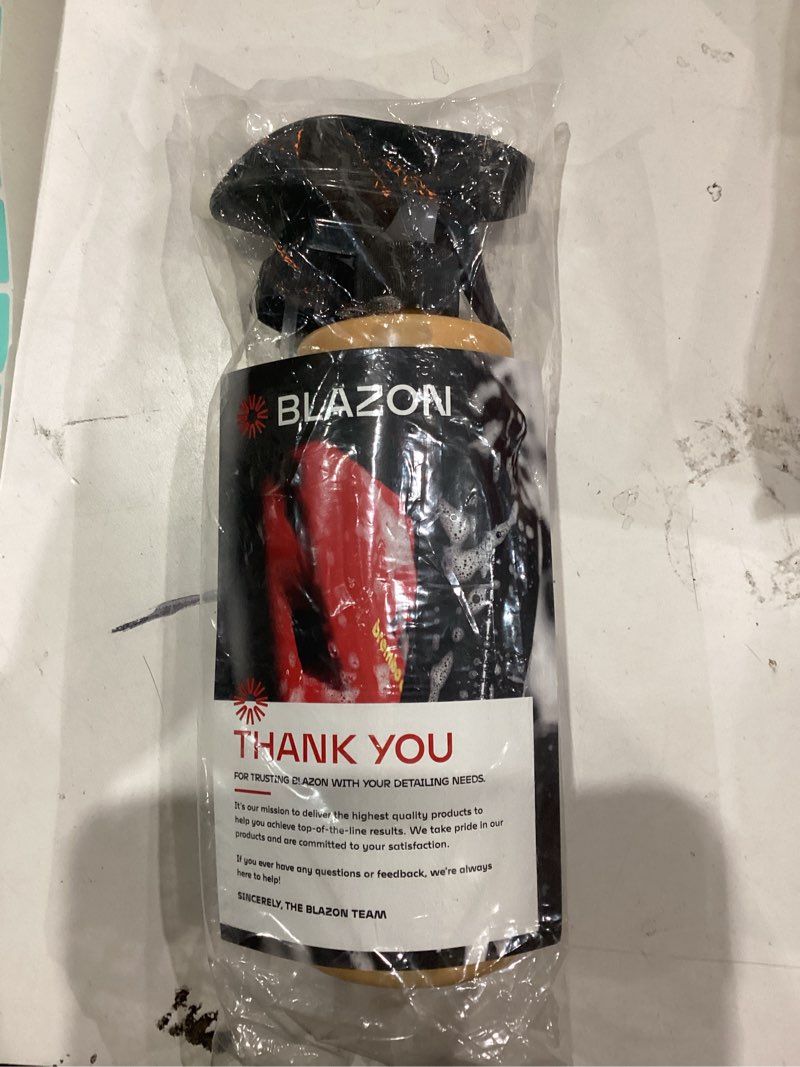 BLAZON
brembo
THANK YOU
FOR TRUSTING BLAZON WITH YOUR DETAILING NEEDS.
It's our mission to deliver the highest quality products to
help you achieve top-of-the-line results. We take pride in our
products and are committed to your satisfaction.
If you ever have any questions or feedback, we're always
here to help!
SINCERELY, THE BLAZON TEAM